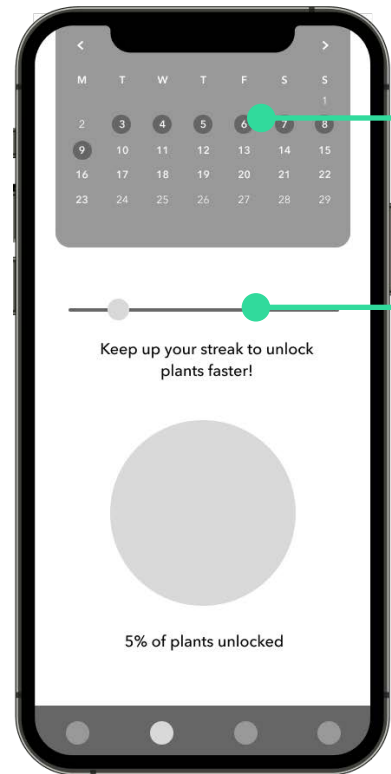 < >
M T W T F S S
1
2 3 4 5 6 7 8
9 10 11 12 13 14 15
16 17 18 19 20 21 22
23 24 25 26 27 28 29
Keep up your streak to unlock
plants faster!
5% of plants unlocked